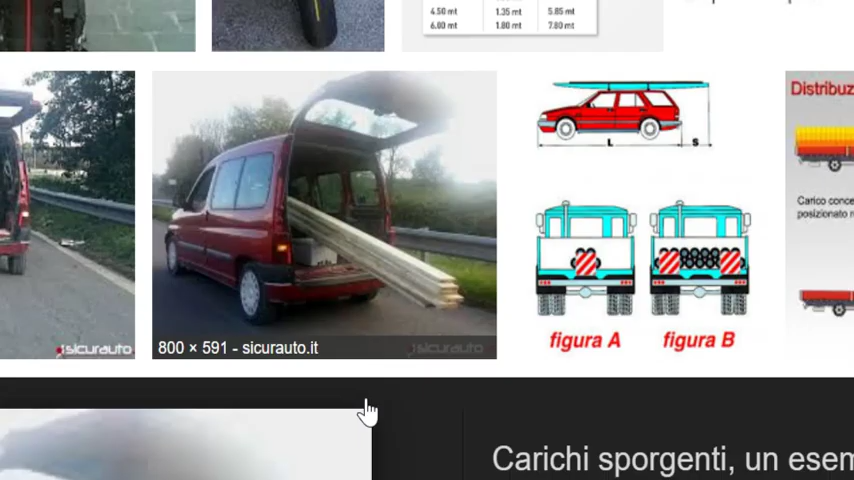 4.50 mt 1.35 mt 5.85 mt
6.00 mt 1.80 mt 7.80 mt
Distribuz
L S
Carico conce
posizionato r
figura A figura B
sicurauto
800 × 591 - sicurauto.it
sicurauto
Carichi sporgenti, un esem